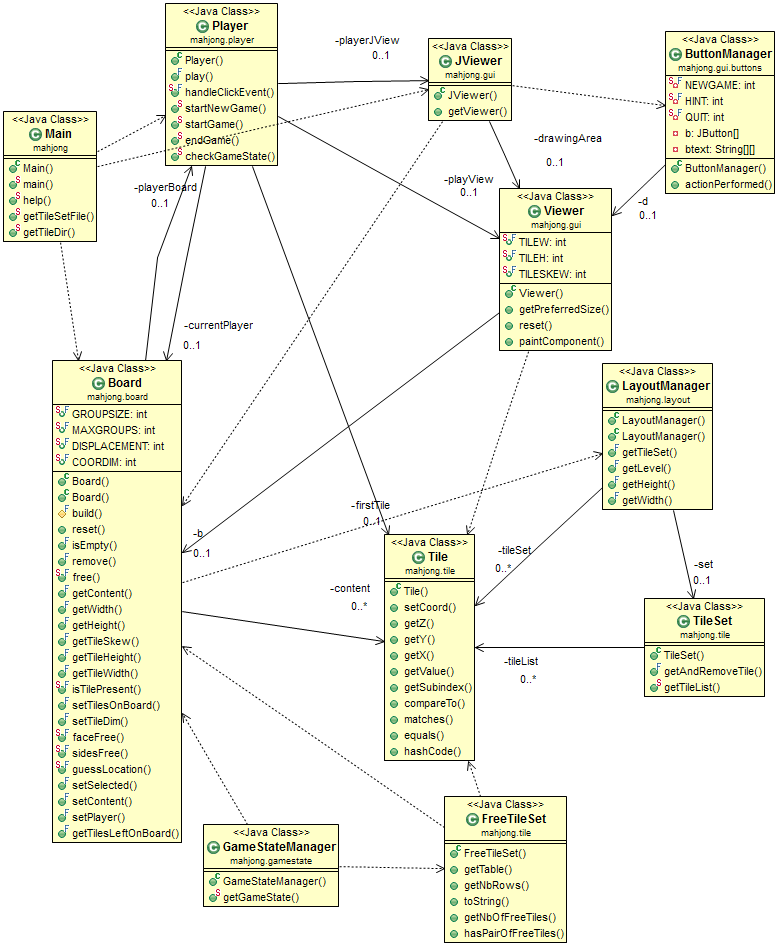 <<Java Class>>
Player
mahjong.player
Player()
play()
handleClickEvent()
startNewGame()
startGame()
endGame()
checkGameState()
-playerJView
0..1
<<Java Class>>
JViewer
mahjong.gui
JViewer()
getViewer()
<<Java Class>>
ButtonManager
mahjong.gui.buttons
NEWGAME: int
HINT: int
QUIT: int
b: JButton[]
btext: String[][]
ButtonManager()
actionPerformed()
<<Java Class>>
Main
mahjong
Main()
main()
help()
getTileSetFile()
getTileDir()
-playerBoard
0..1
-drawingArea
0..1
-playView
0..1
-d
0..1
<<Java Class>>
Viewer
mahjong.gui
TILEW: int
TILEH: int
TILESKEW: int
Viewer()
getPreferredSize()
reset()
paintComponent()
-currentPlayer
0..1
<<Java Class>>
Board
mahjong.board
GROUPSIZE: int
MAXGROUPS: int
DISPLACEMENT: int
COORDIM: int
Board()
Board()
build()
reset()
isEmpty()
remove()
free()
getContent()
getWidth()
getHeight()
getTileSkew()
getTileHeight()
getTileWidth()
isTilePresent()
setTilesOnBoard()
setTileDim()
faceFree()
sidesFree()
guessLocation()
setSelected()
setContent()
setPlayer()
getTilesLeftOnBoard()
<<Java Class>>
LayoutManager
mahjong.layout
LayoutManager()
LayoutManager()
getTileSet()
getLevel()
getHeight()
getWidth()
-firstTile
0..1
-b
0..1
-content
0..*
<<Java Class>>
Tile
mahjong.tile
Tile()
setCoord()
getZ()
getY()
getX()
getValue()
getSubindex()
compareTo()
matches()
equals()
hashCode()
-tileSet
0..*
-set
0..1
<<Java Class>>
TileSet
mahjong.tile
TileSet()
getAndRemoveTile()
getTileList()
-tileList
0..*
<<Java Class>>
GameStateManager
mahjong.gamestate
GameStateManager()
getGameState()
<<Java Class>>
FreeTileSet
mahjong.tile
FreeTileSet()
getTable()
getNbRows()
toString()
getNbOfFreeTiles()
hasPairOfFreeTiles()